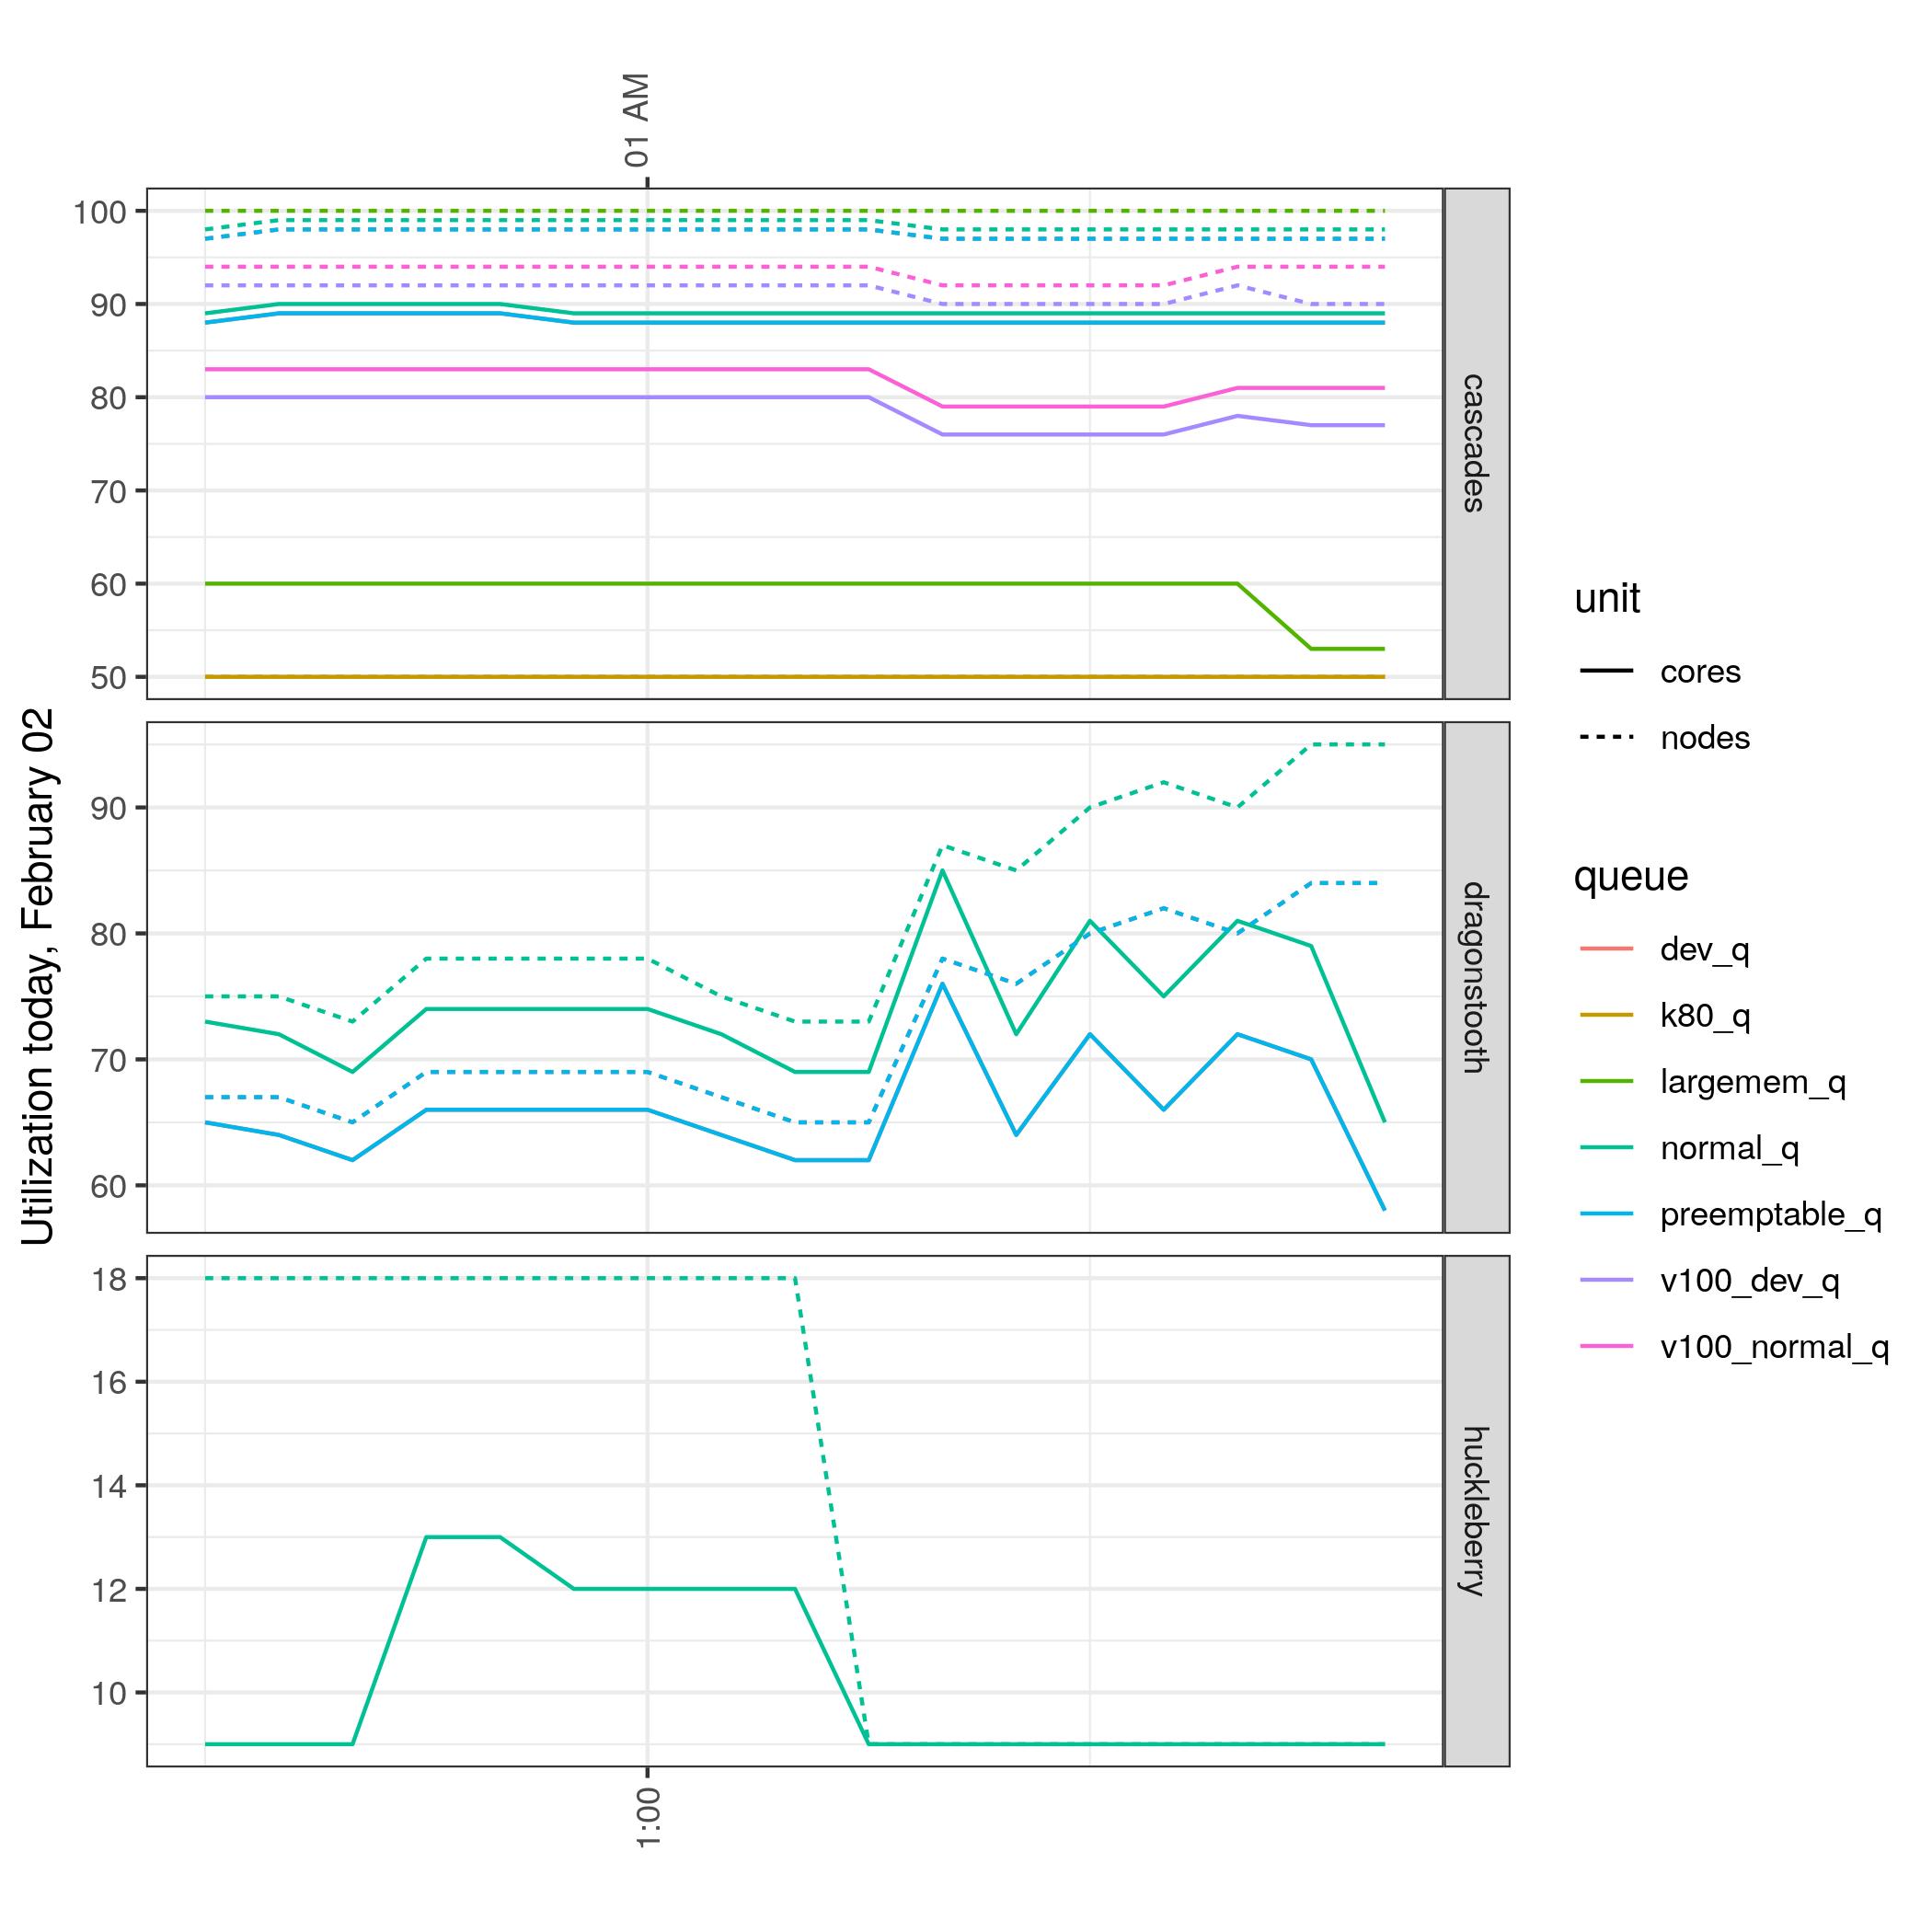 01 AM
100
90
80
70
60
50
cascades
90
80
70
60
dragonstooth
18
16
14
12
10
huckleberry
1:00
Utilization today, February 02
unit
cores
nodes
queue
dev_q
k80_q
largemem_q
normal_q
preemptable_q
v100_dev_q
v100_normal_q